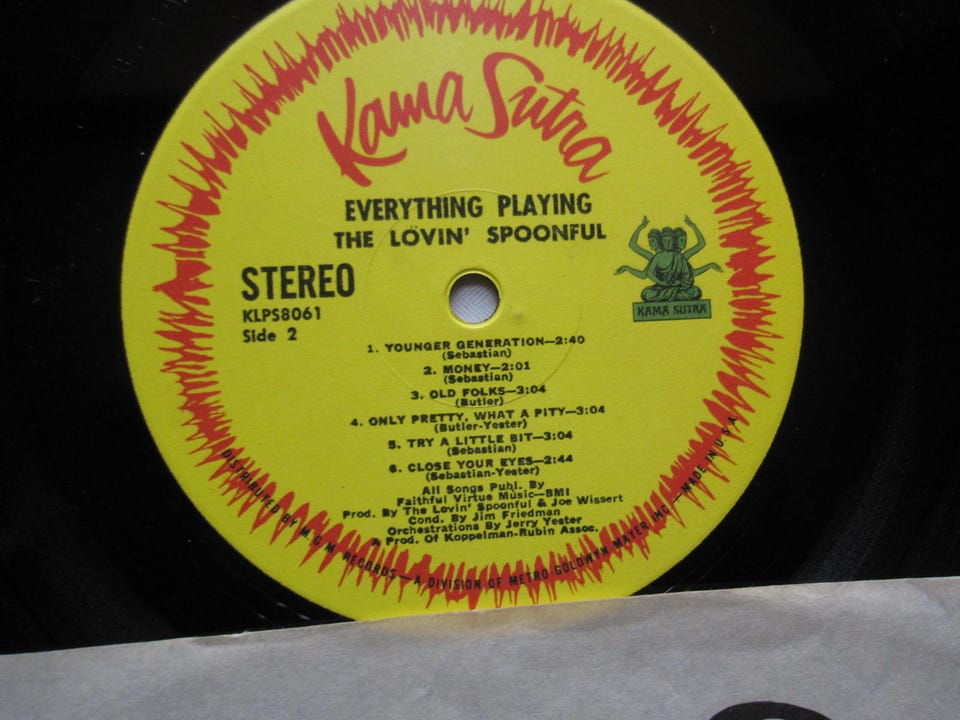 Kama Sutra
EVERYTHING PLAYING
THE LOVIN' SPOONFUL
STEREO
KLPS8061
Side 2
KAMA SUTRA
1. YOUNGER GENERATION—2:40
(Sebastian)
2. MONEY—2:01
(Sebastian)
3. OLD FOLKS—3:04
(Butler)
4. ONLY PRETTY, WHAT A PITY—3:04
(Butler-Yester)
5. TRY A LITTLE BIT—3:04
(Sebastian)
6. CLOSE YOUR EYES—2:44
(Sebastian-Yester)
All Songs Publ. By
Faithful Virtue Music—BMI
Prod. By The Lovin' Spoonful & Joe Wissert
Cond. By Jim Friedman
Orchestrations By Jerry Yester
A Prod. Of Koppelman-Rubin Assoc.
DISTRIBUTED BY M.G.M. RECORDS—A DIVISION OF METRO GOLDWYN MAYER INC.—MADE IN U.S.A.